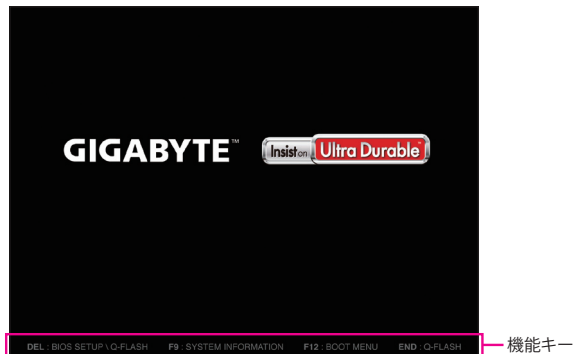 GIGABYTE™ Insist on Ultra Durable™
DEL : BIOS SETUP \ Q-FLASH F9 : SYSTEM INFORMATION F12 : BOOT MENU END : Q-FLASH
機能キー